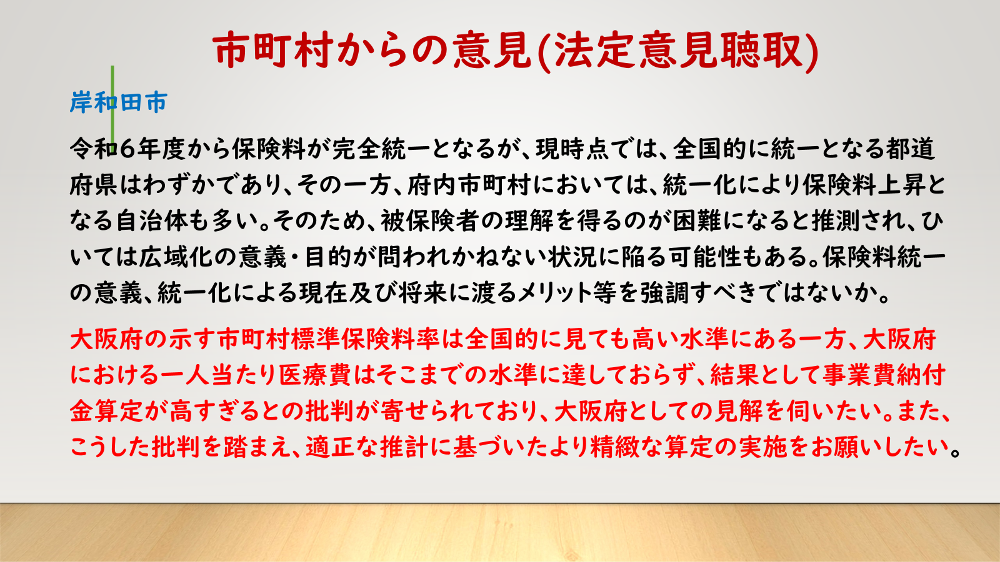 市町村からの意見(法定意見聴取)
岸和田市
令和6年度から保険料が完全統一となるが、現時点では、全国的に統一となる都道
府県はわずかであり、その一方、府内市町村においては、統一化により保険料上昇と
なる自治体も多い。そのため、被保険者の理解を得るのが困難になると推測され、ひ
いては広域化の意義・目的が問われかねない状況に陥る可能性もある。保険料統一
の意義、統一化による現在及び将来に渡るメリット等を強調すべきではないか。
大阪府の示す市町村標準保険料率は全国的に見ても高い水準にある一方、大阪府
における一人当たり医療費はそこまでの水準に達しておらず、結果として事業費納付
金算定が高すぎるとの批判が寄せられており、大阪府としての見解を伺いたい。また、
こうした批判を踏まえ、適正な推計に基づいたより精緻な算定の実施をお願いしたい。